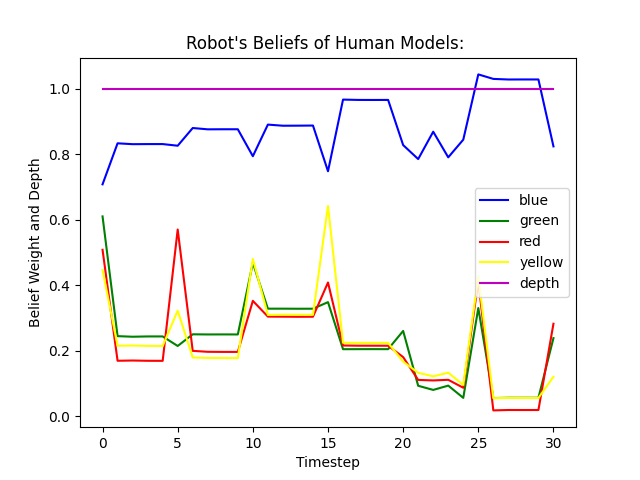 Robot's Beliefs of Human Models:
Belief Weight and Depth
1.0
0.8
0.6
0.4
0.2
0.0
blue
green
red
yellow
depth
0 5 10 15 20 25 30
Timestep